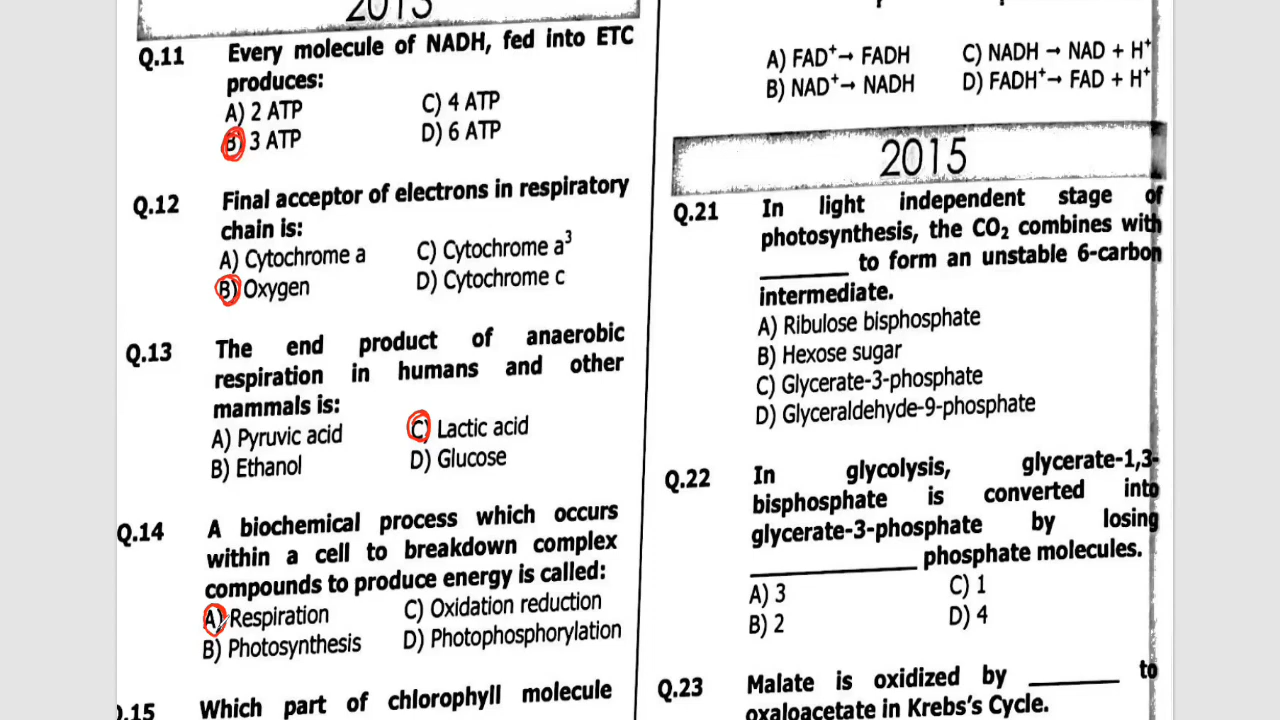 2015
Q.11 Every molecule of NADH, fed into ETC
produces:
A) 2 ATP C) 4 ATP
B) 3 ATP D) 6 ATP
Q.12 Final acceptor of electrons in respiratory
chain is:
A) Cytochrome a C) Cytochrome a³
B) Oxygen D) Cytochrome c
Q.13 The end product of anaerobic
respiration in humans and other
mammals is:
A) Pyruvic acid C) Lactic acid
B) Ethanol D) Glucose
Q.14 A biochemical process which occurs
within a cell to breakdown complex
compounds to produce energy is called:
A) Respiration C) Oxidation reduction
B) Photosynthesis D) Photophosphorylation
Q.15 Which part of chlorophyll molecule
A) FAD⁺→ FADH C) NADH → NAD + H⁺
B) NAD⁺→ NADH D) FADH⁺→ FAD + H⁺
2015
Q.21 In light independent stage of
photosynthesis, the CO₂ combines with
________ to form an unstable 6-carbon
intermediate.
A) Ribulose bisphosphate
B) Hexose sugar
C) Glycerate-3-phosphate
D) Glyceraldehyde-9-phosphate
Q.22 In glycolysis, glycerate-1,3-
bisphosphate is converted into
glycerate-3-phosphate by losing
________________ phosphate molecules.
A) 3 C) 1
B) 2 D) 4
Q.23 Malate is oxidized by ________ to
oxaloacetate in Krebs's Cycle.